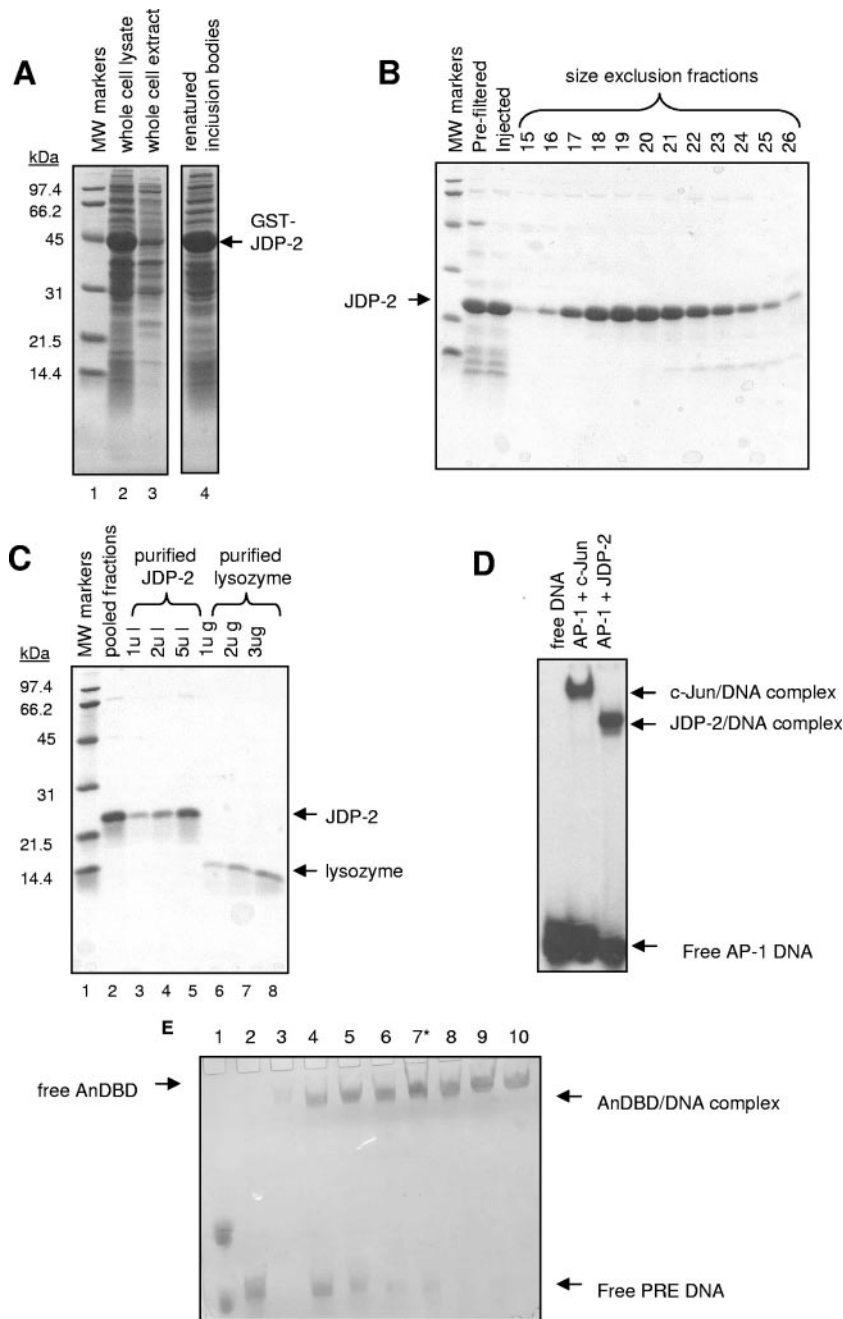 A
MW markers
whole cell lysate
whole cell extract
renatured
inclusion bodies
kDa
97.4
66.2
45
31
21.5
14.4
GST-
JDP-2
1 2 3 4
B
size exclusion fractions
MW markers
Pre-filtered
Injected
15 16 17 18 19 20 21 22 23 24 25 26
JDP-2
C
MW markers
pooled fractions
purified
JDP-2
purified
lysozyme
1u l
2u l
5u l
1u g
2u g
3ug
kDa
97.4
66.2
45
31
21.5
14.4
JDP-2
lysozyme
1 2 3 4 5 6 7 8
D
free DNA
AP-1 + c-Jun
AP-1 + JDP-2
c-Jun/DNA complex
JDP-2/DNA complex
Free AP-1 DNA
E
1 2 3 4 5 6 7* 8 9 10
free AnDBD
AnDBD/DNA complex
Free PRE DNA